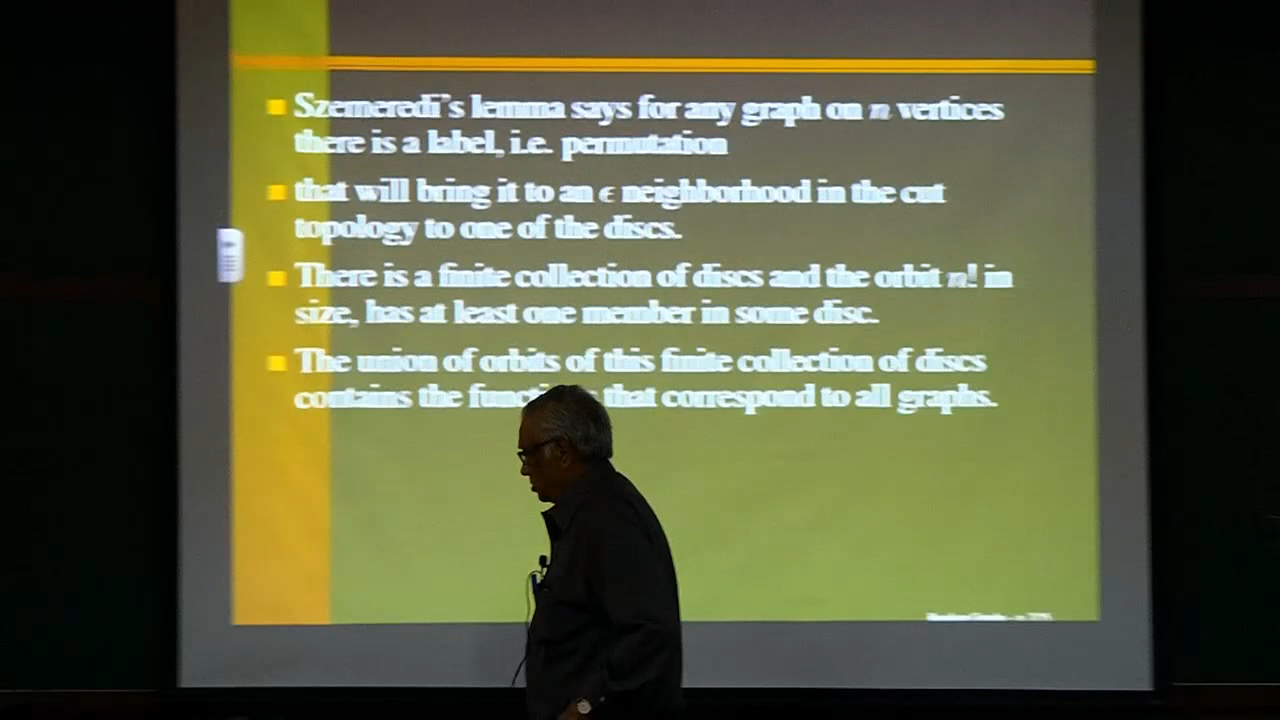 Szemeredi's lemma says for any graph on n vertices
there is a label, i.e. permutation
that will bring it to an ϵ neighborhood in the cut
topology to one of the discs.
There is a finite collection of discs and the orbit n! in
size, has at least one member in some disc.
The union of orbits of this finite collection of discs
contains the that correspond to all graphs.